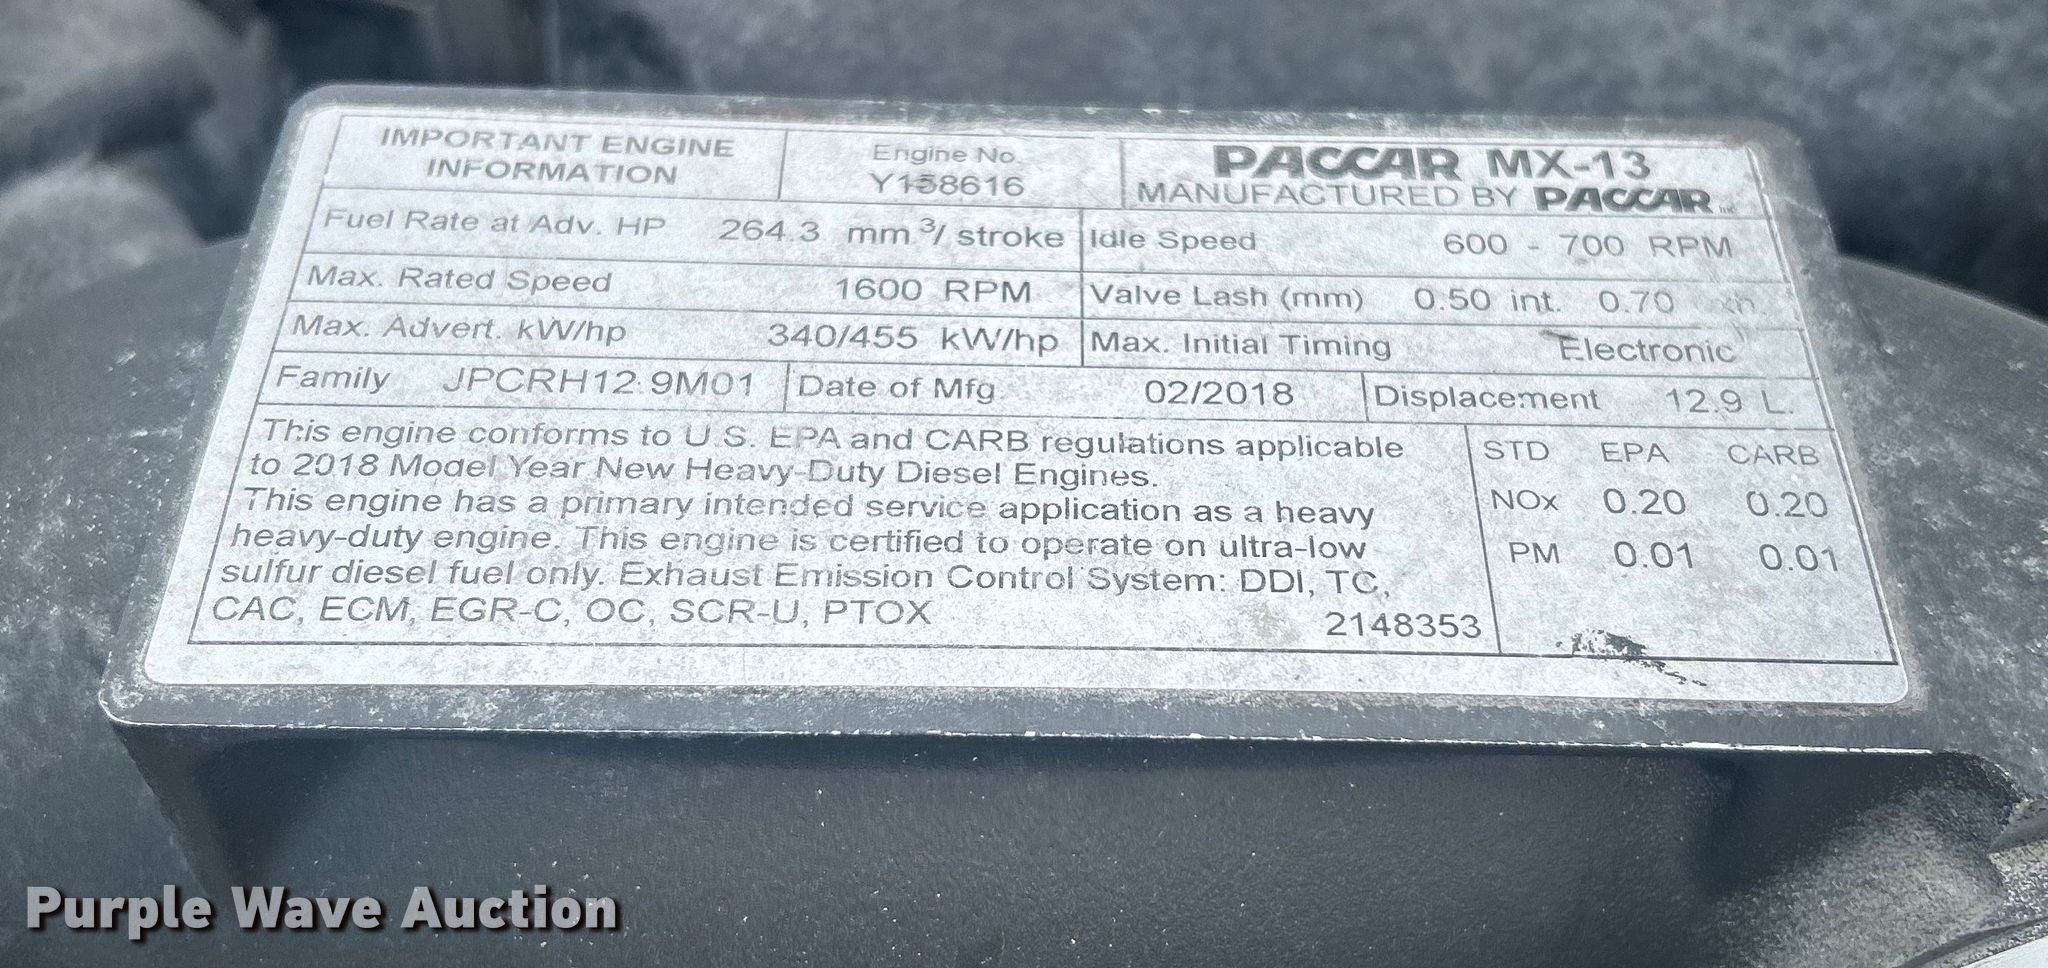 IMPORTANT ENGINE
INFORMATION
Engine No.
Y158616
PACCAR MX-13
MANUFACTURED BY PACCAR
Fuel Rate at Adv. HP 264.3 mm³/ stroke
Idle Speed 600 - 700 RPM
Max. Rated Speed 1600 RPM
Valve Lash (mm) 0.50 int. 0.70
Max. Advert. kW/hp 340/455 kW/hp
Max. Initial Timing Electronic
Family JPCRH12.9M01
Date of Mfg 02/2018
Displacement 12.9 L.
This engine conforms to U.S. EPA and CARB regulations applicable
to 2018 Model Year New Heavy-Duty Diesel Engines.
This engine has a primary intended service application as a heavy
heavy-duty engine. This engine is certified to operate on ultra-low
sulfur diesel fuel only. Exhaust Emission Control System: DDI, TC,
CAC, ECM, EGR-C, OC, SCR-U, PTOX
2148353
STD EPA CARB
NOx 0.20 0.20
PM 0.01 0.01
Purple Wave Auction